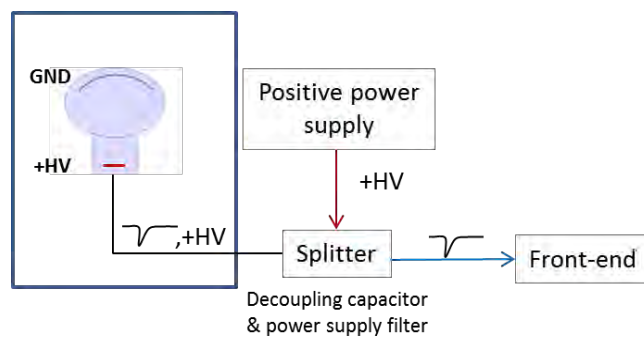 GND
+HV
Positive power
supply
+HV
,+HV
Splitter
Front-end
Decoupling capacitor
& power supply filter